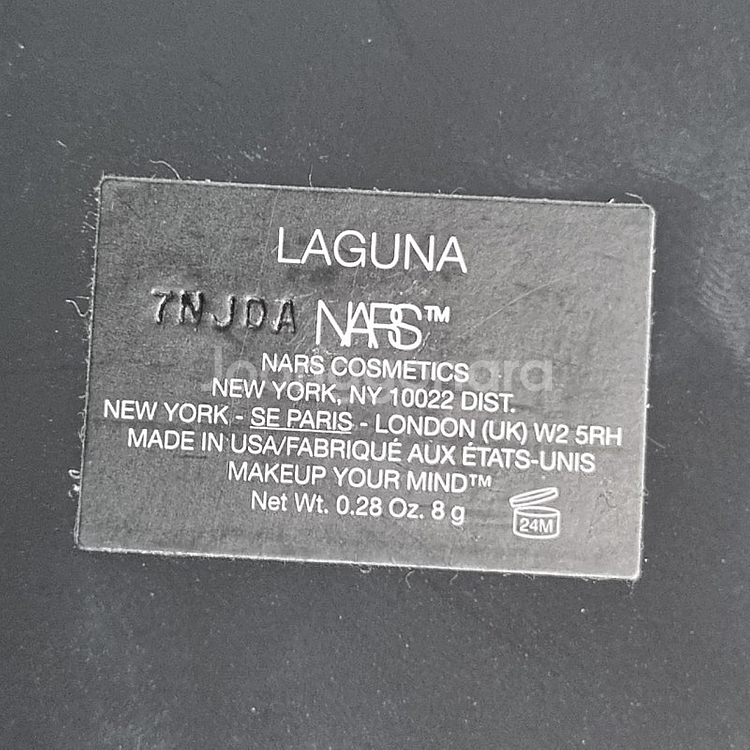 LAGUNA
7NJDA NARS™
NARS COSMETICS
NEW YORK, NY 10022 DIST.
NEW YORK - SE PARIS - LONDON (UK) W2 5RH
MADE IN USA/FABRIQUÉ AUX ÉTATS-UNIS
MAKEUP YOUR MIND™
Net Wt. 0.28 Oz. 8 g
24M